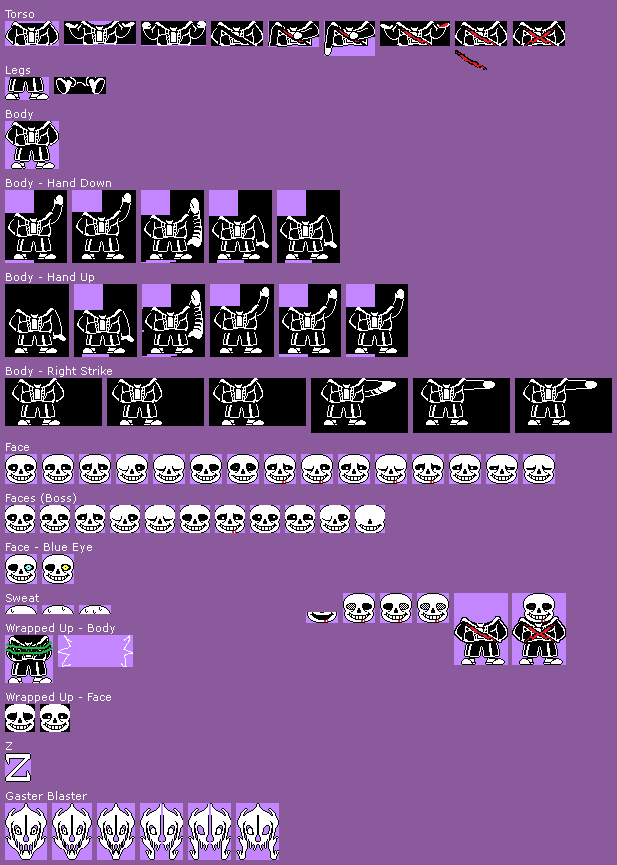 Torso
Legs
Body
Body - Hand Down
Body - Hand Up
Body - Right Strike
Face
Faces (Boss)
Face - Blue Eye
Sweat
Wrapped Up - Body
Wrapped Up - Face
Z
Z
Gaster Blaster